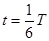 t = 1/6 T